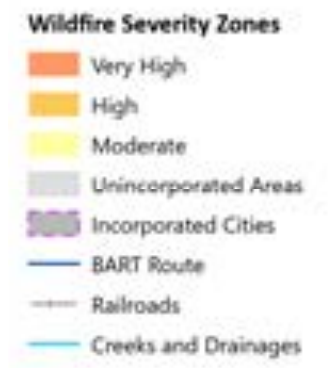 Wildfire Severity Zones
Very High
High
Moderate
Unincorporated Areas
Incorporated Cities
BART Route
Railroads
Creeks and Drainages